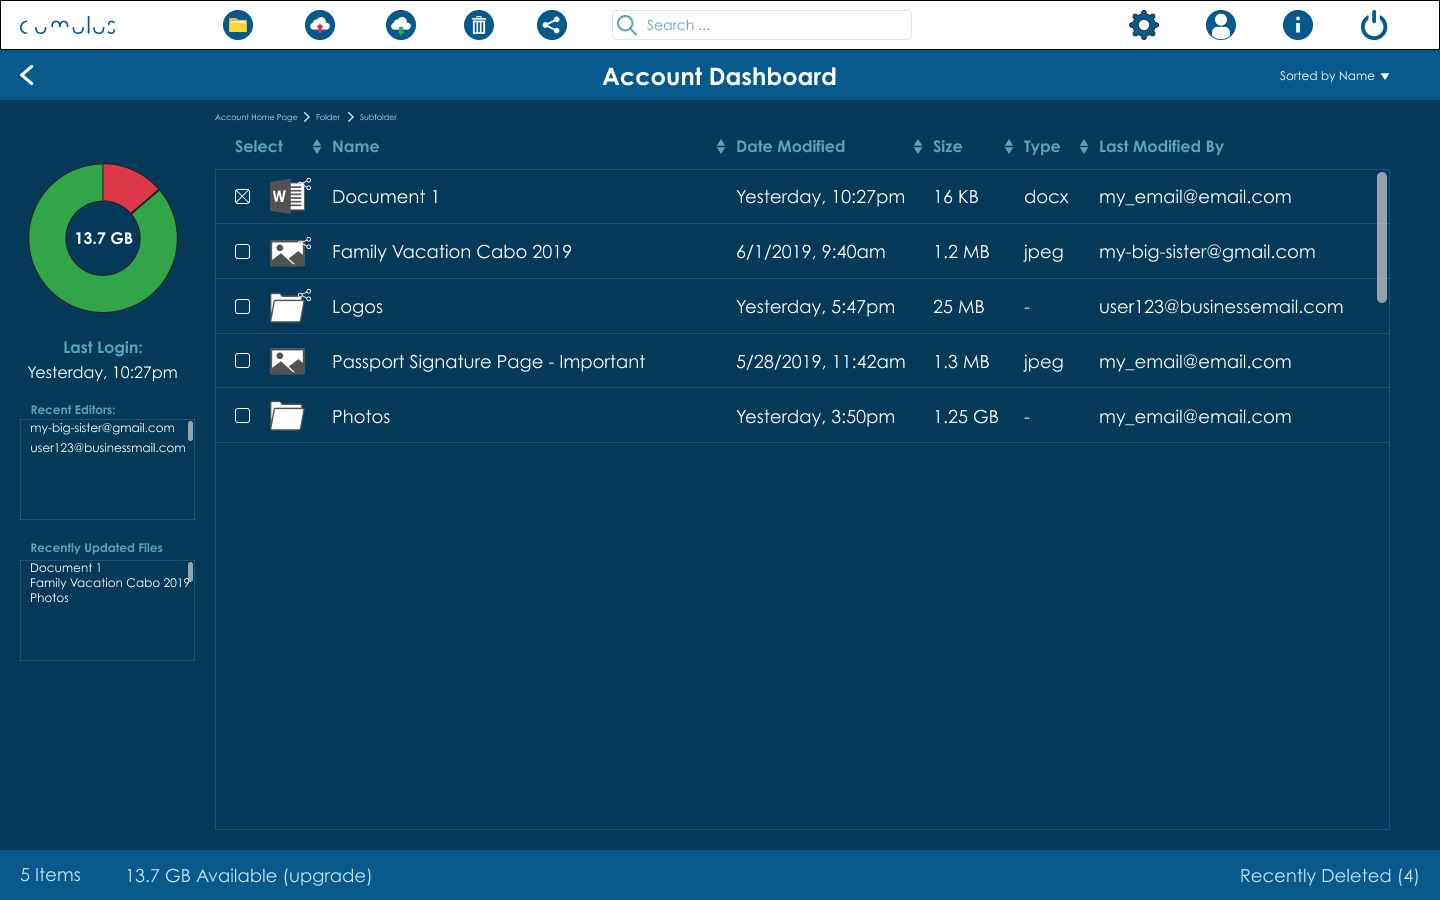 cumulus
Search ...
Account Dashboard
Sorted by Name
Account Home Page Folder Subfolder
Select Name Date Modified Size Type Last Modified By
W Document 1 Yesterday, 10:27pm 16 KB docx my_email@email.com
Family Vacation Cabo 2019 6/1/2019, 9:40am 1.2 MB jpeg my-big-sister@gmail.com
Logos Yesterday, 5:47pm 25 MB - user123@businessemail.com
Passport Signature Page - Important 5/28/2019, 11:42am 1.3 MB jpeg my_email@email.com
Photos Yesterday, 3:50pm 1.25 GB - my_email@email.com
13.7 GB
Last Login:
Yesterday, 10:27pm
Recent Editors:
my-big-sister@gmail.com
user123@businessmail.com
Recently Updated Files
Document 1
Family Vacation Cabo 2019
Photos
5 Items 13.7 GB Available (upgrade) Recently Deleted (4)